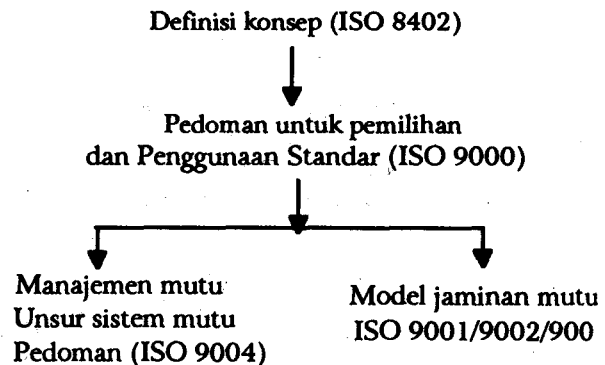 Definisi konsep (ISO 8402)
Pedoman untuk pemilihan
dan Penggunaan Standar (ISO 9000)
Manajemen mutu
Unsur sistem mutu
Pedoman (ISO 9004)
Model jaminan mutu
ISO 9001/9002/900